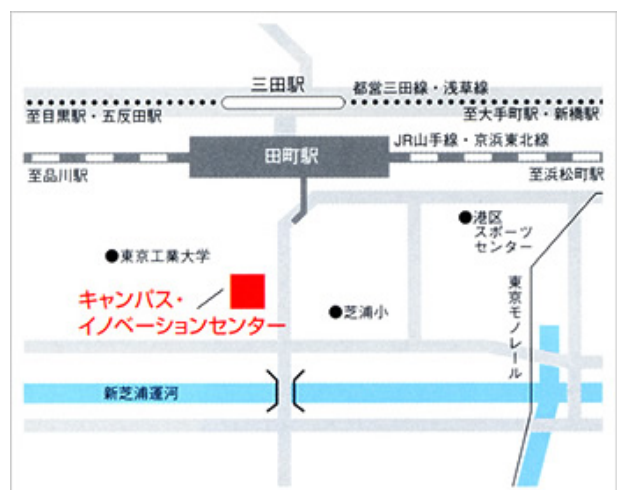 三田駅
都営三田線・浅草線
至目黒駅・五反田駅
至大手町駅・新橋駅
田町駅
JR山手線・京浜東北線
至品川駅
至浜松町駅
●港区
スポーツ
センター
●東京工業大学
キャンパス・
イノベーションセンター
●芝浦小
東京モノレール
新芝浦運河